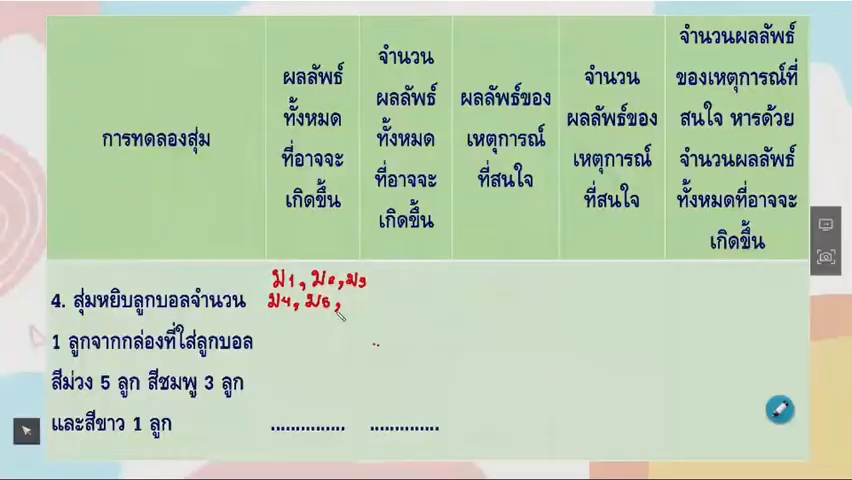 การทดลองสุ่ม
ผลลัพธ์
ทั้งหมด
ที่อาจจะ
เกิดขึ้น
จำนวน
ผลลัพธ์
ทั้งหมด
ที่อาจจะ
เกิดขึ้น
ผลลัพธ์ของ
เหตุการณ์
ที่สนใจ
จำนวน
ผลลัพธ์ของ
เหตุการณ์
ที่สนใจ
จำนวนผลลัพธ์
ของเหตุการณ์ที่
สนใจ หารด้วย
จำนวนผลลัพธ์
ทั้งหมดที่อาจจะ
เกิดขึ้น
4. สุ่มหยิบลูกบอลจำนวน
1 ลูกจากกล่องที่ใส่ลูกบอล
สีม่วง 5 ลูก สีชมพู 3 ลูก
และสีขาว 1 ลูก
ม1, ม2, ม3
ม4, ม5,
..............
.............